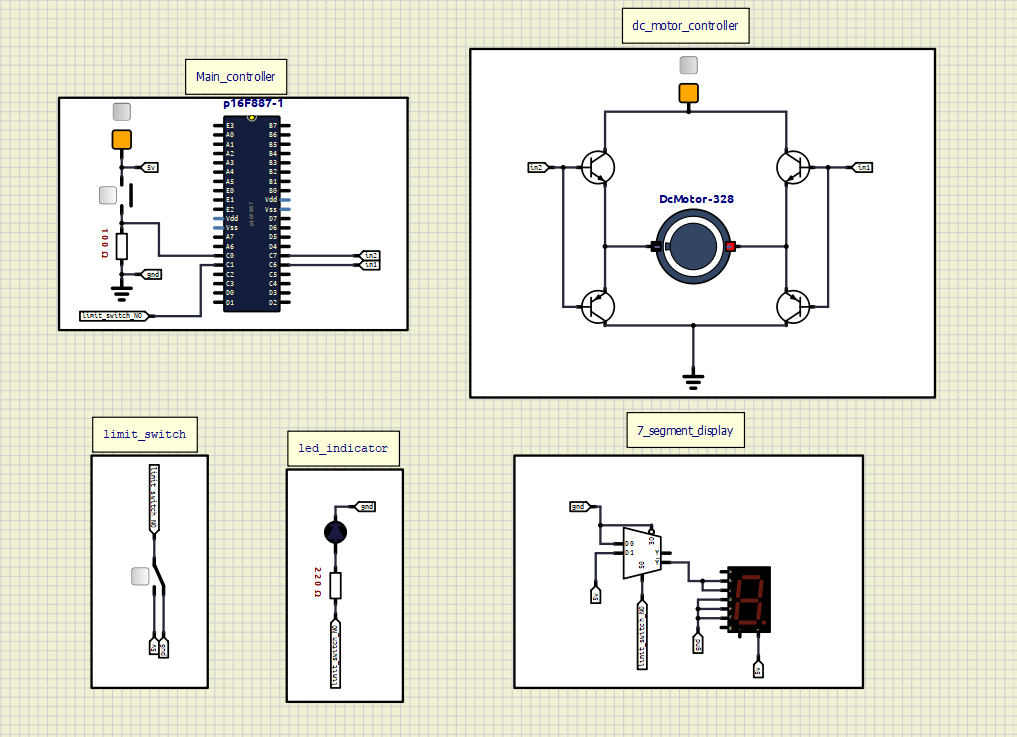 dc_motor_controller
Main_controller
p16F887-1
E3 B7
A0 B6
A1 B5
A2 B4
A3 B3
A4 B2
A5 B1
E0 B0
E1 Vdd
E2 Vss
Vdd D7
Vss D6
A7 D5
A6 D4
C0 C7
C1 C6
C2 C5
C3 C4
D0 D3
D1 D2
p16F887
5v
100 Ω
gnd
limit_switch_NO
in2
in1
in2
in1
DcMotor-328
limit_switch
limit_switch_NO
5v
gnd
led_indicator
gnd
220 Ω
limit_switch_NO
7_segment_display
gnd
D0
D1
OE
Y
Y
S0
5v
limit_switch_NO
a
b
c
d
e
f
g
gnd
5v